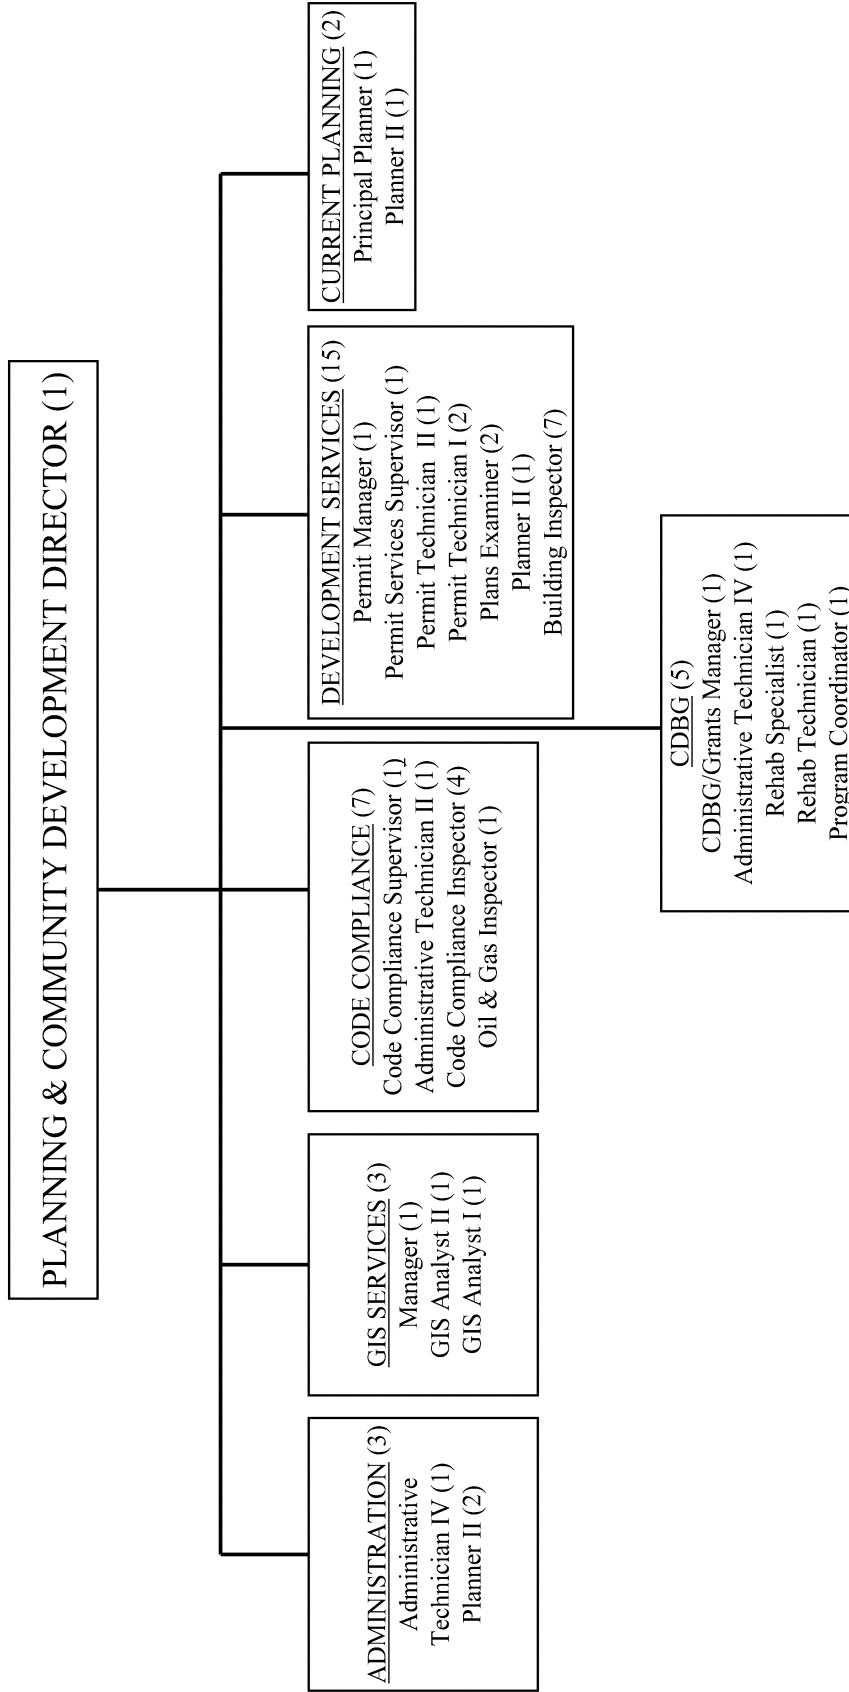 PLANNING & COMMUNITY DEVELOPMENT DIRECTOR (1)
ADMINISTRATION (3)
Administrative
Technician IV (1)
Planner II (2)
GIS SERVICES (3)
Manager (1)
GIS Analyst II (1)
GIS Analyst I (1)
CODE COMPLIANCE (7)
Code Compliance Supervisor (1)
Administrative Technician II (1)
Code Compliance Inspector (4)
Oil & Gas Inspector (1)
DEVELOPMENT SERVICES (15)
Permit Manager (1)
Permit Services Supervisor (1)
Permit Technician II (1)
Permit Technician I (2)
Plans Examiner (2)
Planner II (1)
Building Inspector (7)
CURRENT PLANNING (2)
Principal Planner (1)
Planner II (1)
CDBG (5)
CDBG/Grants Manager (1)
Administrative Technician IV (1)
Rehab Specialist (1)
Rehab Technician (1)
Program Coordinator (1)